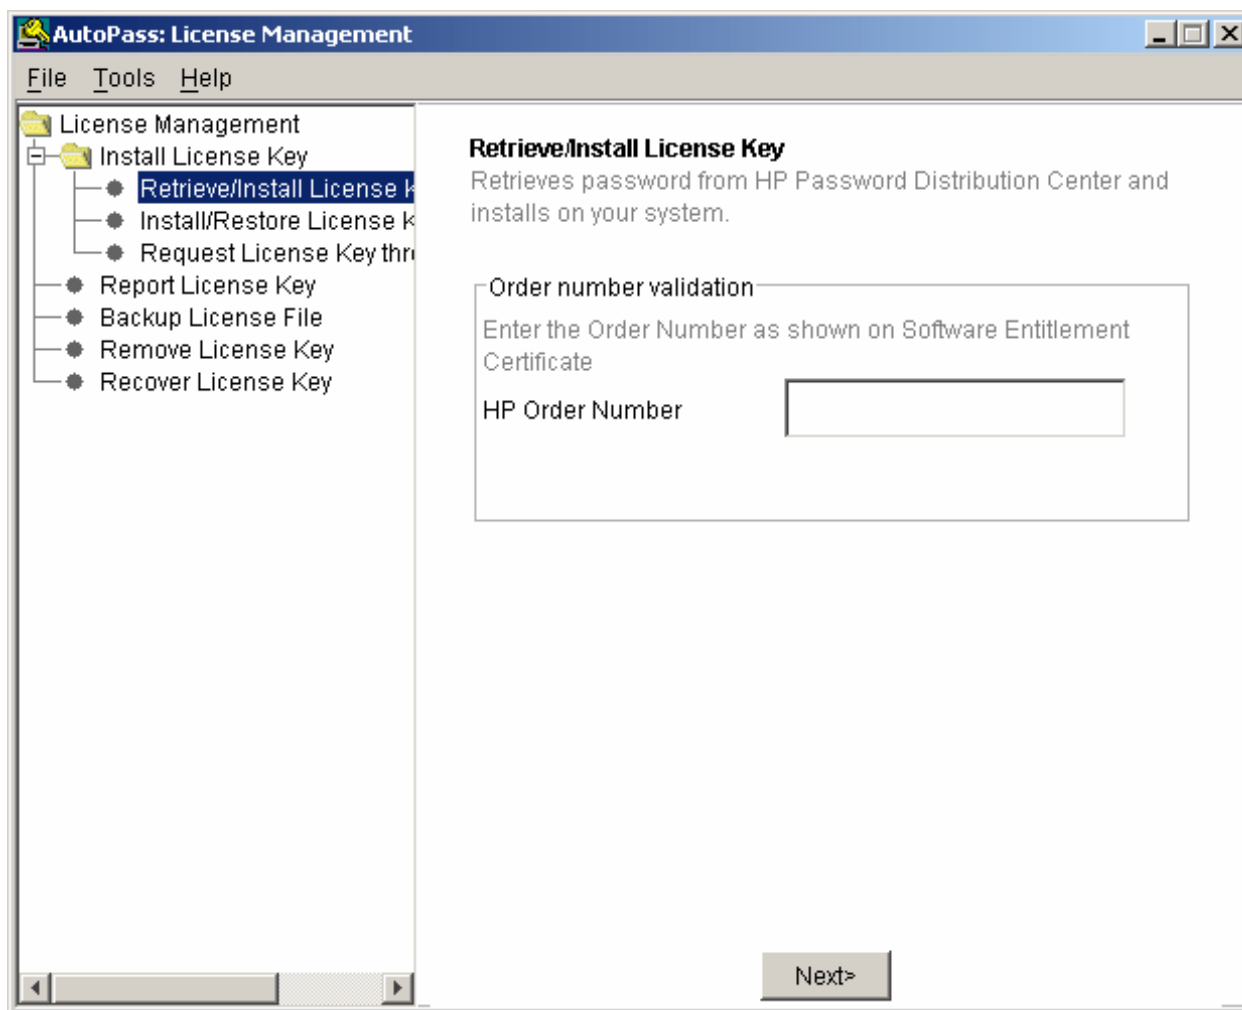 AutoPass: License Management
File Tools Help
License Management
Install License Key
Retrieve/Install License
Install/Restore License
Request License Key
Report License Key
Backup License File
Remove License Key
Recover License Key
Retrieve/Install License Key
Retrieves password from HP Password Distribution Center and
installs on your system.
Order number validation
Enter the Order Number as shown on Software Entitlement
Certificate
HP Order Number
Next>